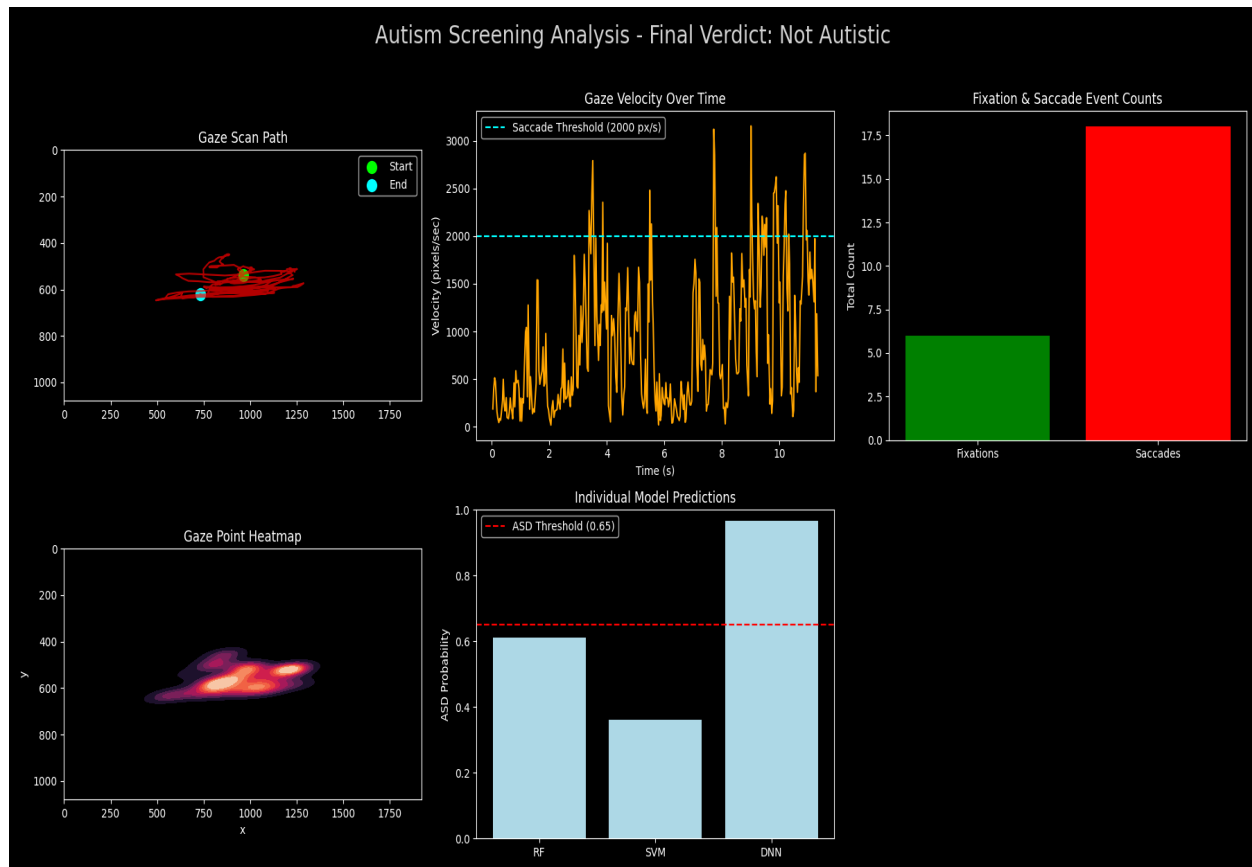 Autism Screening Analysis - Final Verdict: Not Autistic
Gaze Scan Path
Start
End
0
200
400
600
800
1000
0 250 500 750 1000 1250 1500 1750
Gaze Velocity Over Time
Saccade Threshold (2000 px/s)
Velocity (pixels/sec)
3000
2500
2000
1500
1000
500
0
0 2 4 6 8 10
Time (s)
Fixation & Saccade Event Counts
Total Count
17.5
15.0
12.5
10.0
7.5
5.0
2.5
0.0
Fixations Saccades
Gaze Point Heatmap
y
0
200
400
600
800
1000
0 250 500 750 1000 1250 1500 1750
x
Individual Model Predictions
ASD Threshold (0.65)
ASD Probability
1.0
0.8
0.6
0.4
0.2
0.0
RF SVM DNN